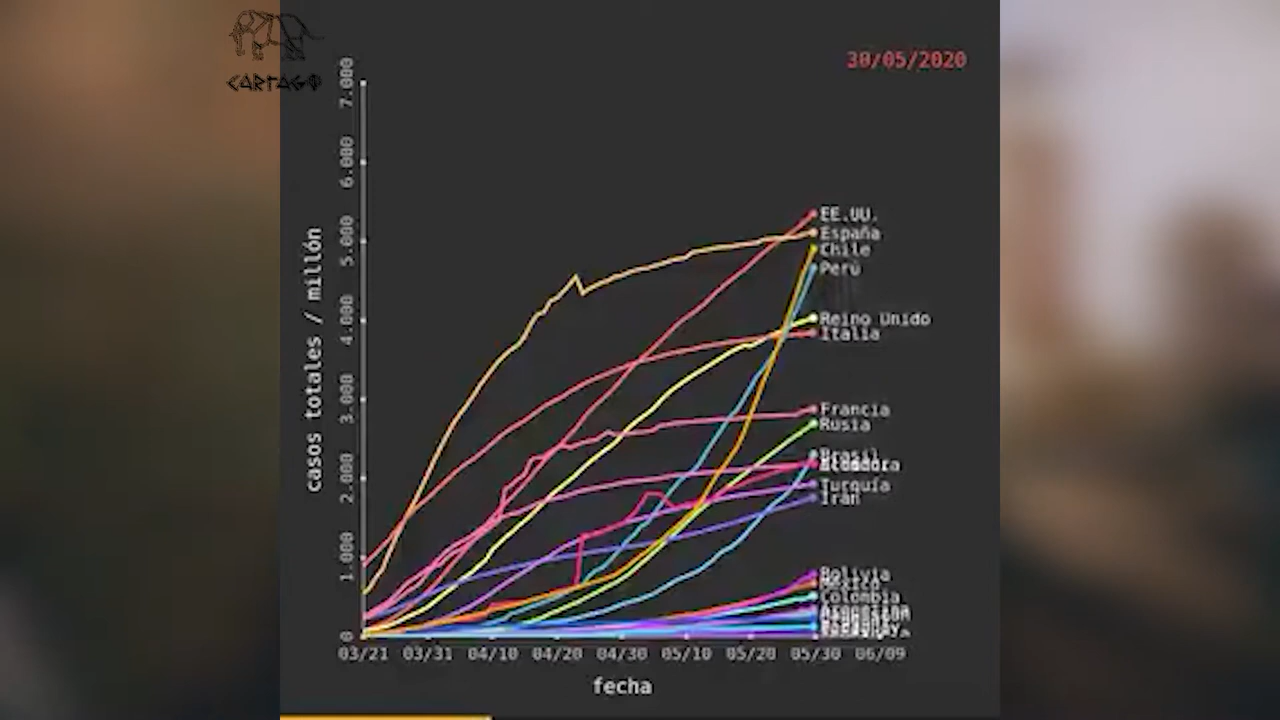 CARTAGO
30/05/2020
7.000
6.000
5.000
4.000
3.000
2.000
1.000
0
casos totales / millón
EE.UU.
España
Chile
Perú
Reino Unido
Italia
Francia
Rusia
Brasil
Turquía
Irán
Bolivia
México
Colombia
03/21 03/31 04/10 04/20 04/30 05/10 05/20 05/30 06/09
fecha